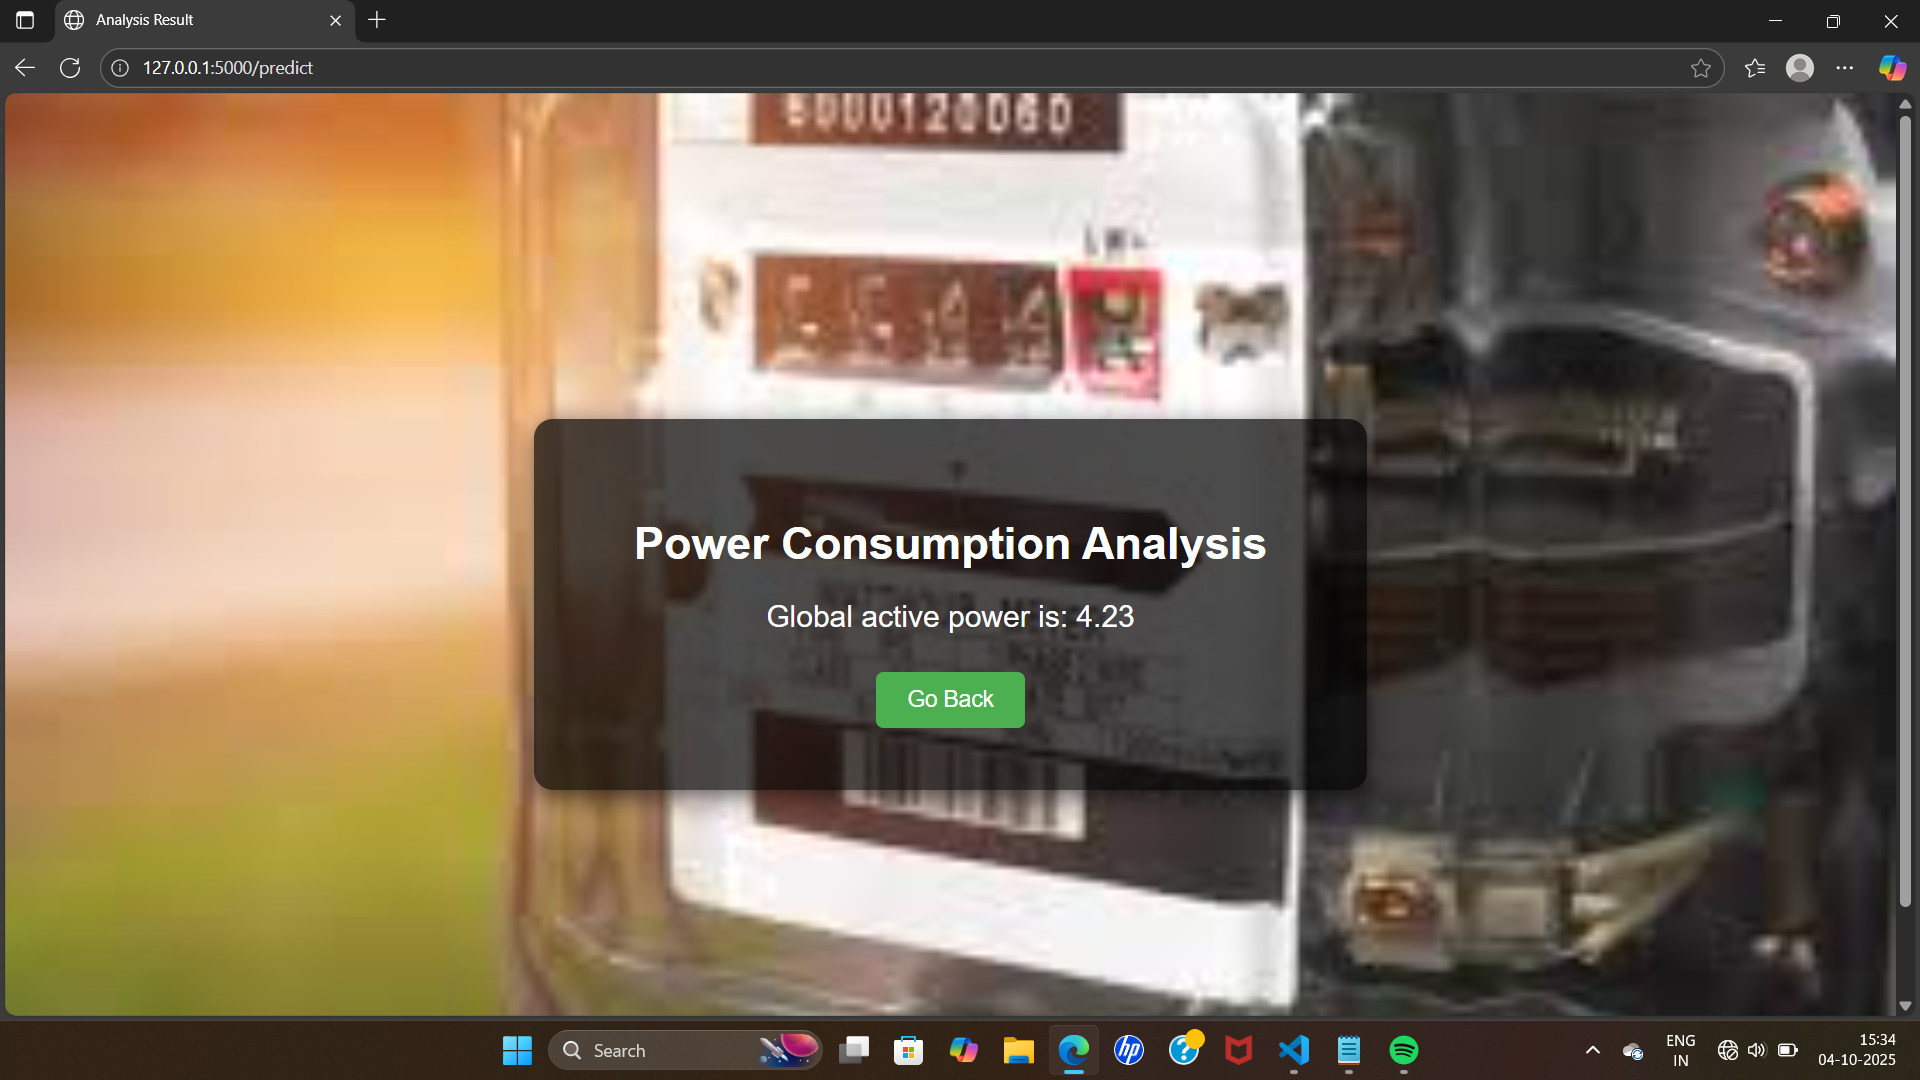 Analysis Result
127.0.0.1:5000/predict
Power Consumption Analysis
Global active power is: 4.23
Go Back
Search
ENG
IN
15:34
04-10-2025